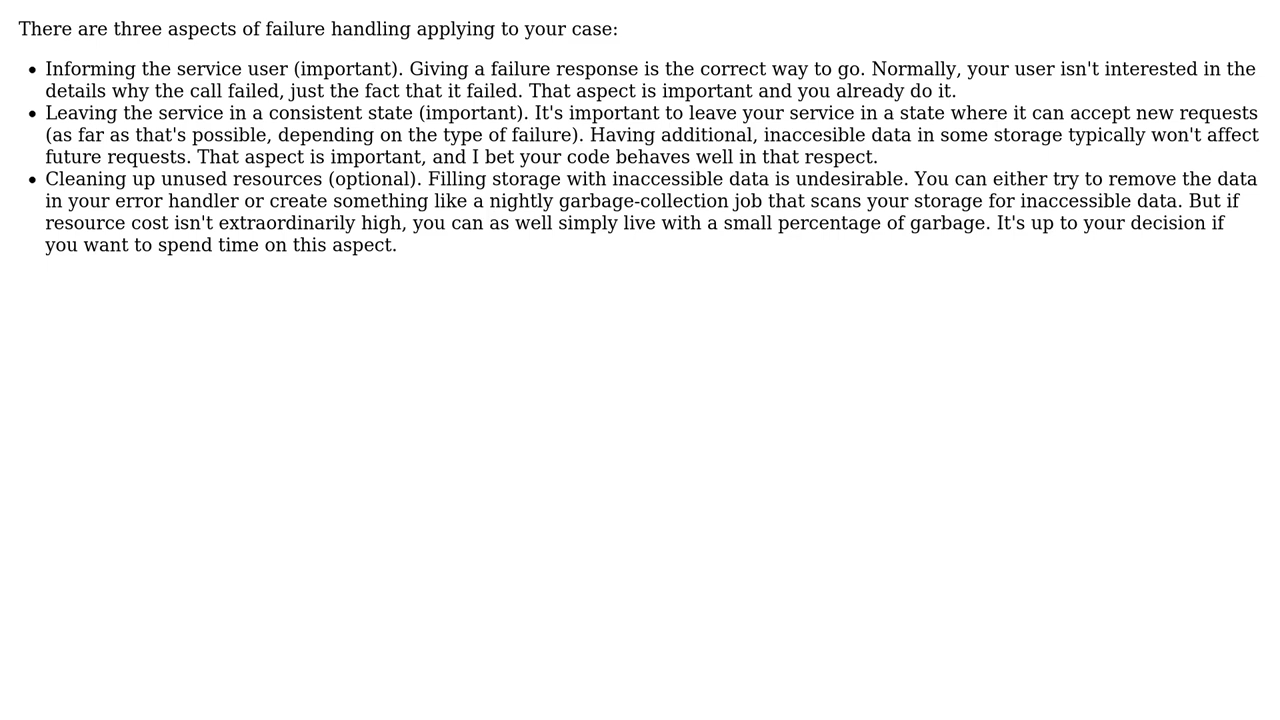 There are three aspects of failure handling applying to your case:
• Informing the service user (important). Giving a failure response is the correct way to go. Normally, your user isn't interested in the
details why the call failed, just the fact that it failed. That aspect is important and you already do it.
• Leaving the service in a consistent state (important). It's important to leave your service in a state where it can accept new requests
(as far as that's possible, depending on the type of failure). Having additional, inaccesible data in some storage typically won't affect
future requests. That aspect is important, and I bet your code behaves well in that respect.
• Cleaning up unused resources (optional). Filling storage with inaccessible data is undesirable. You can either try to remove the data
in your error handler or create something like a nightly garbage-collection job that scans your storage for inaccessible data. But if
resource cost isn't extraordinarily high, you can as well simply live with a small percentage of garbage. It's up to your decision if
you want to spend time on this aspect.